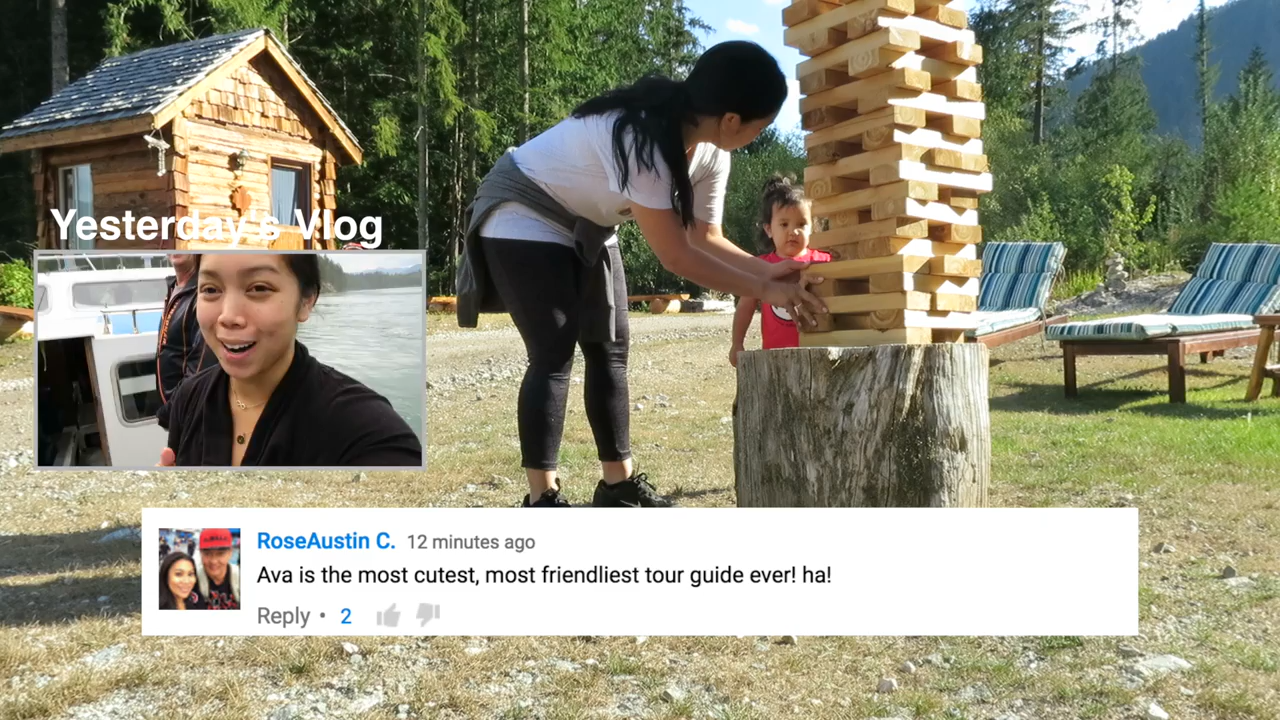 Yesterday's Vlog
RoseAustin C. 12 minutes ago
Ava is the most cutest, most friendliest tour guide ever! ha!
Reply • 2